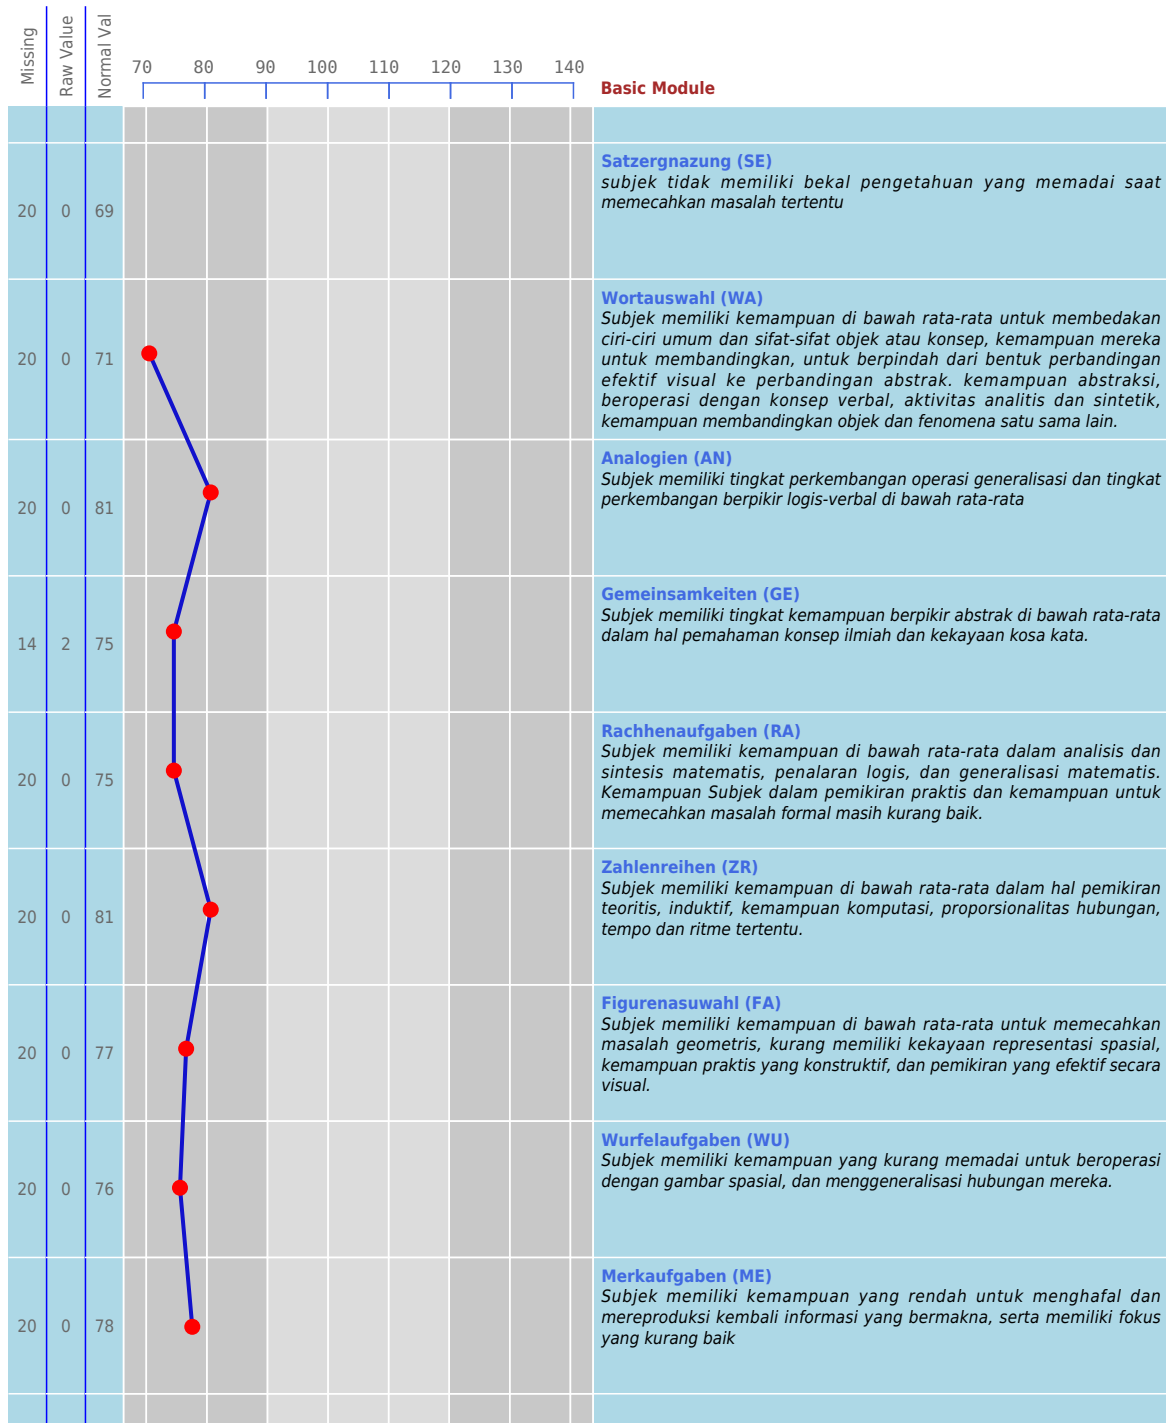 Missing
Raw Value
Normal Val
70 80 90 100 110 120 130 140
Basic Module
Satzergnazung (SE)
subjek tidak memiliki bekal pengetahuan yang memadai saat
memecahkan masalah tertentu
20 0 69
Wortauswahl (WA)
Subjek memiliki kemampuan di bawah rata-rata untuk membedakan
ciri-ciri umum dan sifat-sifat objek atau konsep, kemampuan mereka
untuk membandingkan, untuk berpindah dari bentuk perbandingan
efektif visual ke perbandingan abstrak. kemampuan abstraksi,
beroperasi dengan konsep verbal, aktivitas analitis dan sintetik,
kemampuan membandingkan objek dan fenomena satu sama lain.
20 0 71
Analogien (AN)
Subjek memiliki tingkat perkembangan operasi generalisasi dan tingkat
perkembangan berpikir logis-verbal di bawah rata-rata
20 0 81
Gemeinsamkeiten (GE)
Subjek memiliki tingkat kemampuan berpikir abstrak di bawah rata-rata
dalam hal pemahaman konsep ilmiah dan kekayaan kosa kata.
14 2 75
Rachhenaufgaben (RA)
Subjek memiliki kemampuan di bawah rata-rata dalam analisis dan
sintesis matematis, penalaran logis, dan generalisasi matematis.
Kemampuan Subjek dalam pemikiran praktis dan kemampuan untuk
memecahkan masalah formal masih kurang baik.
20 0 75
Zahlenreihen (ZR)
Subjek memiliki kemampuan di bawah rata-rata dalam hal pemikiran
teoritis, induktif, kemampuan komputasi, proporsionalitas hubungan,
tempo dan ritme tertentu.
20 0 81
Figurenasuwahl (FA)
Subjek memiliki kemampuan di bawah rata-rata untuk memecahkan
masalah geometris, kurang memiliki kekayaan representasi spasial,
kemampuan praktis yang konstruktif, dan pemikiran yang efektif secara
visual.
20 0 77
Wurfelaufgaben (WU)
Subjek memiliki kemampuan yang kurang memadai untuk beroperasi
dengan gambar spasial, dan menggeneralisasi hubungan mereka.
20 0 76
Merkaufgaben (ME)
Subjek memiliki kemampuan yang rendah untuk menghafal dan
mereproduksi kembali informasi yang bermakna, serta memiliki fokus
yang kurang baik
20 0 78